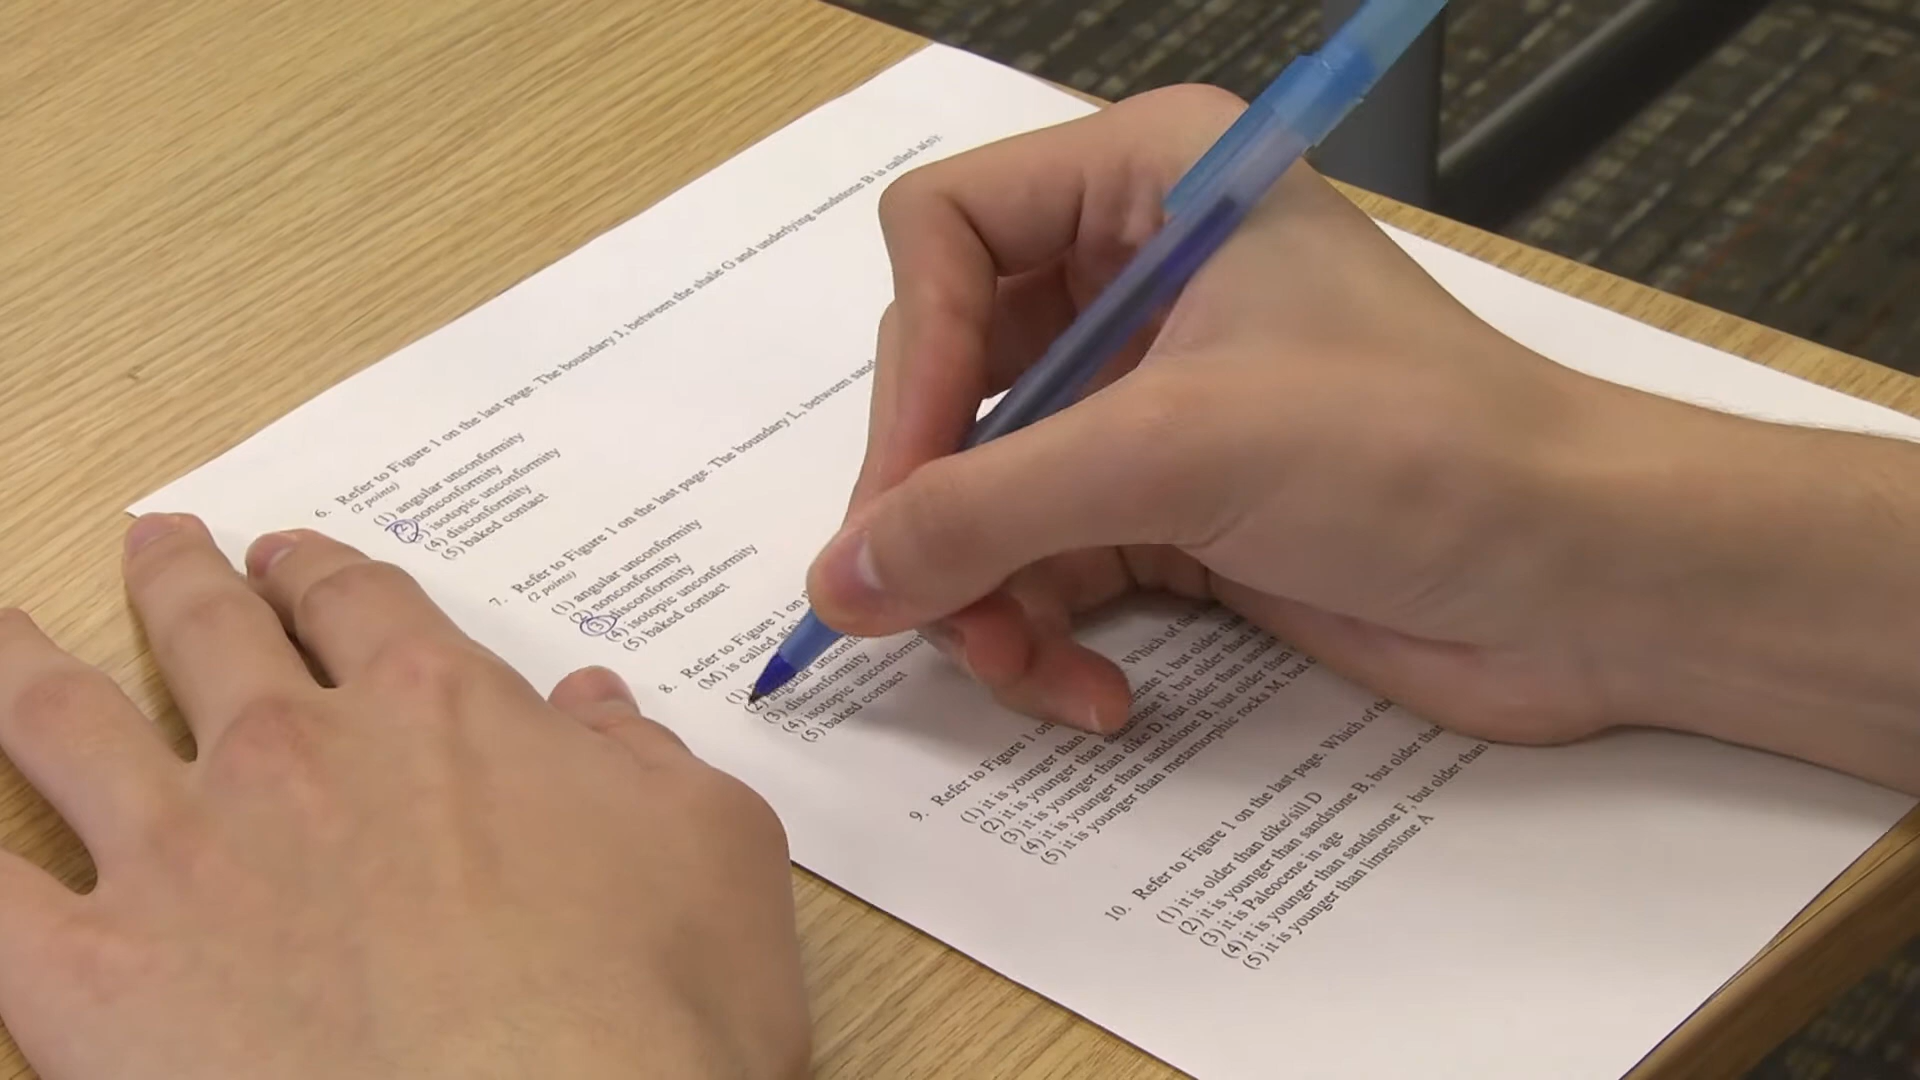 6. Refer to Figure 1 on the last page. The boundary J, between the shale G and underlying sandstone B is called a(n):
(2 points)
(1) angular unconformity
(2) nonconformity
(3) isotopic unconformity
(4) disconformity
(5) baked contact
7. Refer to Figure 1 on the last page. The boundary L, between
(2 points)
(1) angular unconformity
(2) nonconformity
(3) disconformity
(4) isotopic unconformity
(5) baked contact
8. Refer to Figure 1 on
(M) is called a(n)
(1)
(2) angular
(3) disconformity
(4) isotopic
(5) baked contact
9. Refer to Figure 1 on Which of the
(1) it is younger than I, but older than
(2) it is younger than sandstone F, but older than
(3) it is younger than dike D, but older than
(4) it is younger than sandstone B, but older than
(5) it is younger than metamorphic rocks M, but
10. Refer to Figure 1 on the last page. Which of the
(1) it is older than dike/sill D
(2) it is younger than sandstone B, but older than
(3) it is Paleocene in age
(4) it is younger than sandstone F, but older than
(5) it is younger than limestone A